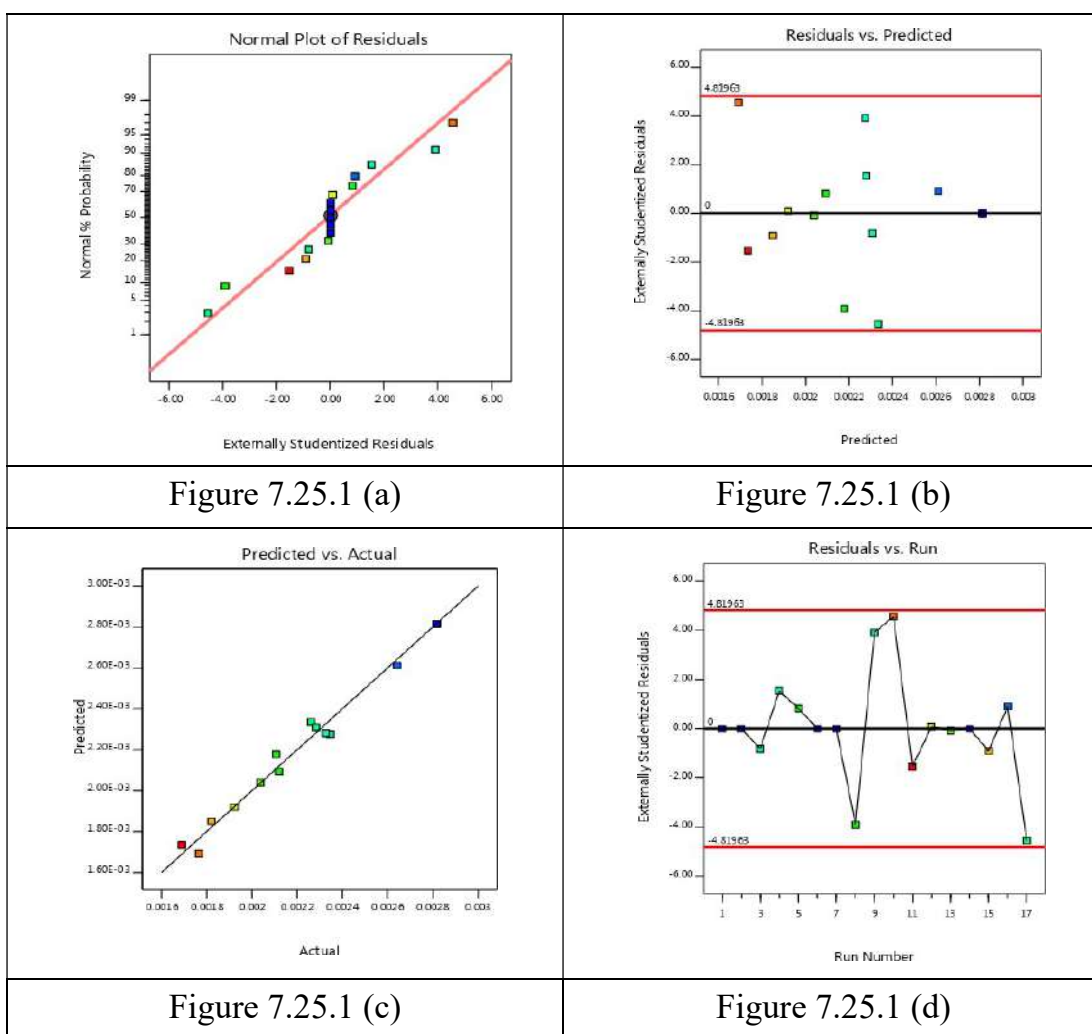 Normal Plot of Residuals
Normal % Probability
99
95
90
80
70
50
30
20
10
5
1
-6.00
-4.00
-2.00
0.00
2.00
4.00
6.00
Externally Studentized Residuals
Residuals vs. Predicted
Externally Studentized Residuals
6.00
4.00
2.00
0.00
-2.00
-4.00
-6.00
4.81963
0
-4.81963
0.0016
0.0018
0.002
0.0022
0.0024
0.0026
0.0028
0.003
Predicted
Figure 7.25.1 (a)
Figure 7.25.1 (b)
Predicted vs. Actual
Predicted
3.00E-03
2.80E-03
2.60E-03
2.40E-03
2.20E-03
2.00E-03
1.80E-03
1.60E-03
0.0016
0.0018
0.002
0.0022
0.0024
0.0026
0.0028
0.003
Actual
Residuals vs. Run
Externally Studentized Residuals
6.00
4.00
2.00
0.00
-2.00
-4.00
-6.00
4.81963
0
-4.81963
1
3
5
7
9
11
13
15
17
Run Number
Figure 7.25.1 (c)
Figure 7.25.1 (d)